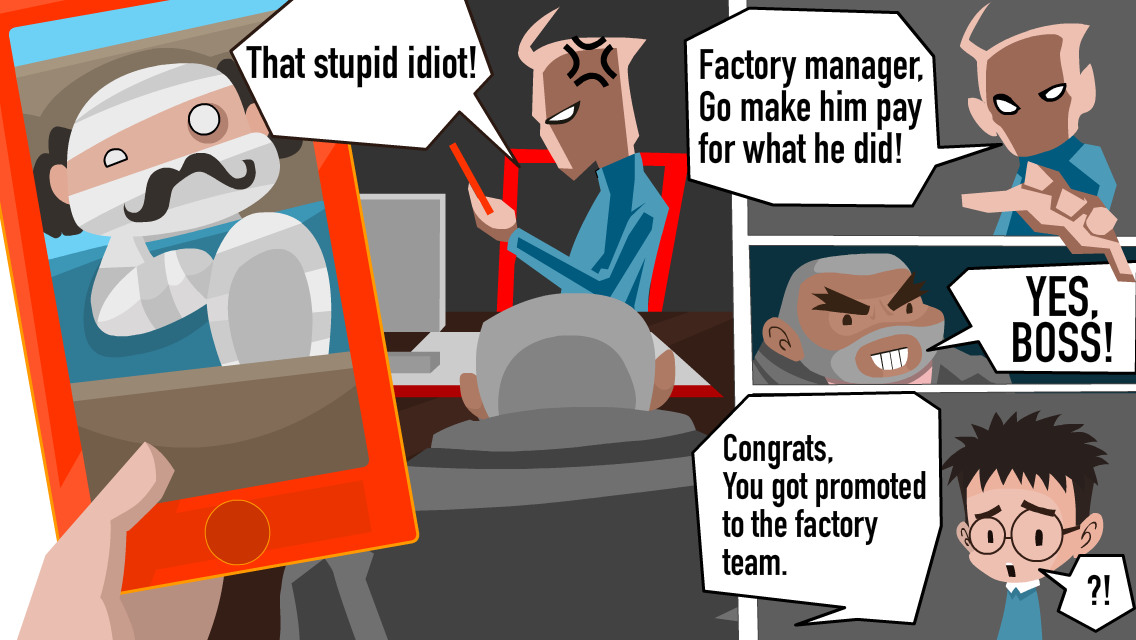 That stupid idiot!
Factory manager,
Go make him pay
for what he did!
YES,
BOSS!
Congrats,
You got promoted
to the factory
team.
?!